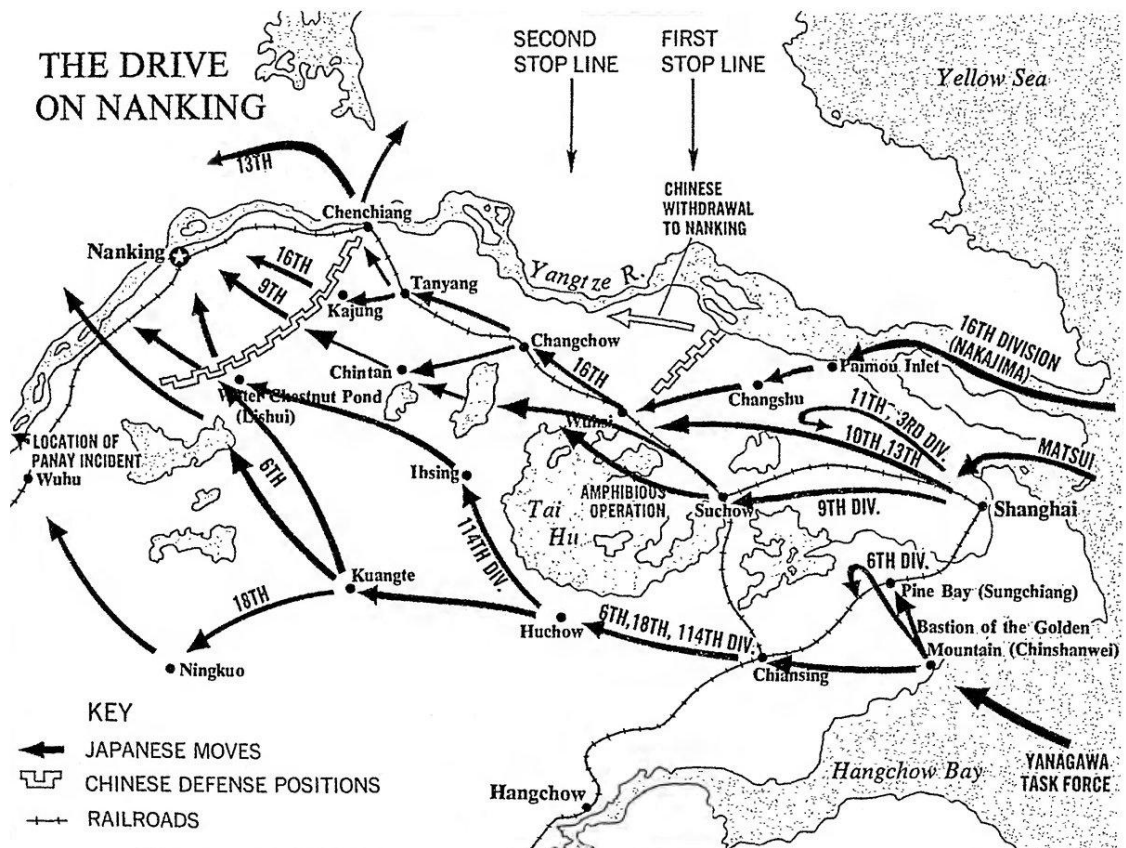 THE DRIVE
ON NANKING
SECOND
STOP LINE
FIRST
STOP LINE
Yellow Sea
13TH
CHINESE
WITHDRAWAL
TO NANKING
Chenchiang
Nanking
16TH
9TH
Kajung
Tanyang
Yangtze R.
Changchow
Chintan
16TH
Paimou Inlet
16TH DIVISION
(NAKAJIMA)
Changshu
Water Chestnut Pond
(Lishui)
Wuhsi
11TH, 3RD DIV.
10TH, 13TH
MATSUI
LOCATION OF
PANAY INCIDENT
Wuhu
6TH
Ihsing
AMPHIBIOUS
OPERATION
Tai
Hu
Suchow
9TH DIV.
Shanghai
114TH DIV.
6TH DIV.
Kuangte
Pine Bay (Sungchiang)
18TH
Huchow
6TH, 18TH, 114TH DIV.
Bastion of the Golden
Mountain (Chinshanwei)
Ningkuo
Chiansing
KEY
JAPANESE MOVES
CHINESE DEFENSE POSITIONS
RAILROADS
Hangchow
Hangchow Bay
YANAGAWA
TASK FORCE